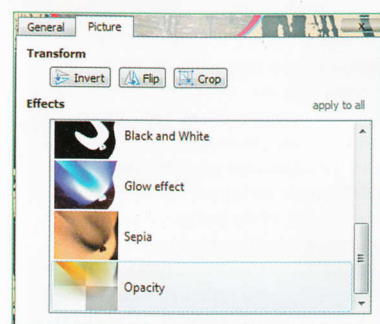 General Picture
Transform
Invert Flip Crop
Effects apply to all
Black and White
Glow effect
Sepia
Opacity